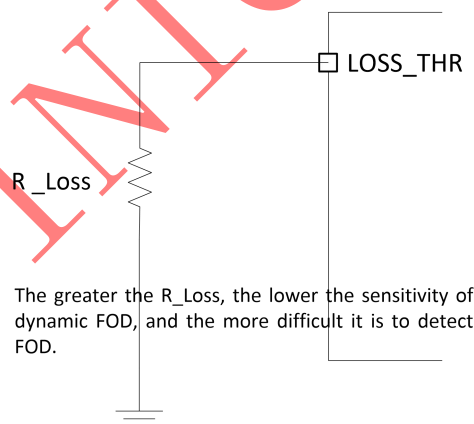 LOSS_THR
R _Loss
The greater the R_Loss, the lower the sensitivity of
dynamic FOD, and the more difficult it is to detect
FOD.